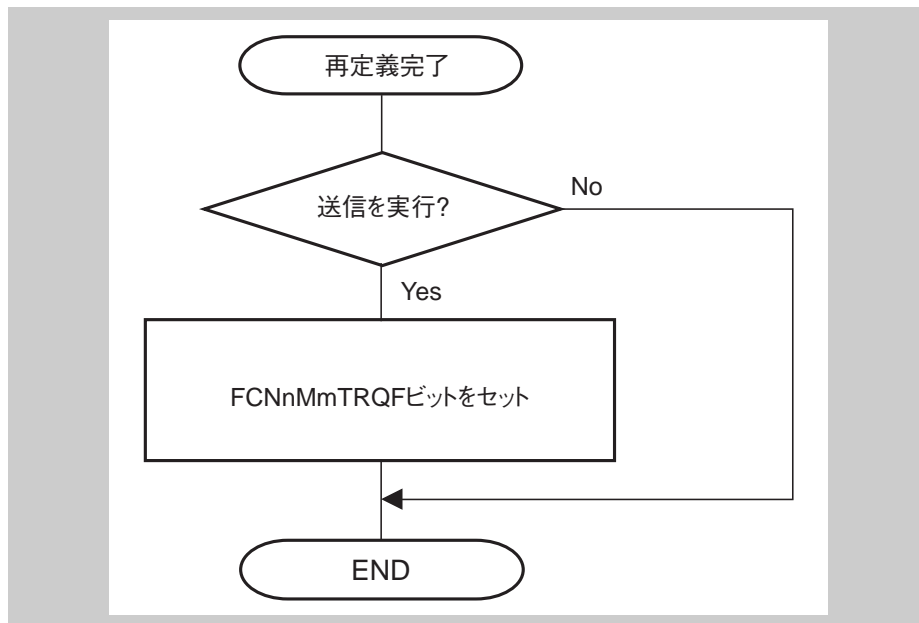 再定義完了
送信を実行?
No
Yes
FCNnMmTRQFビットをセット
END